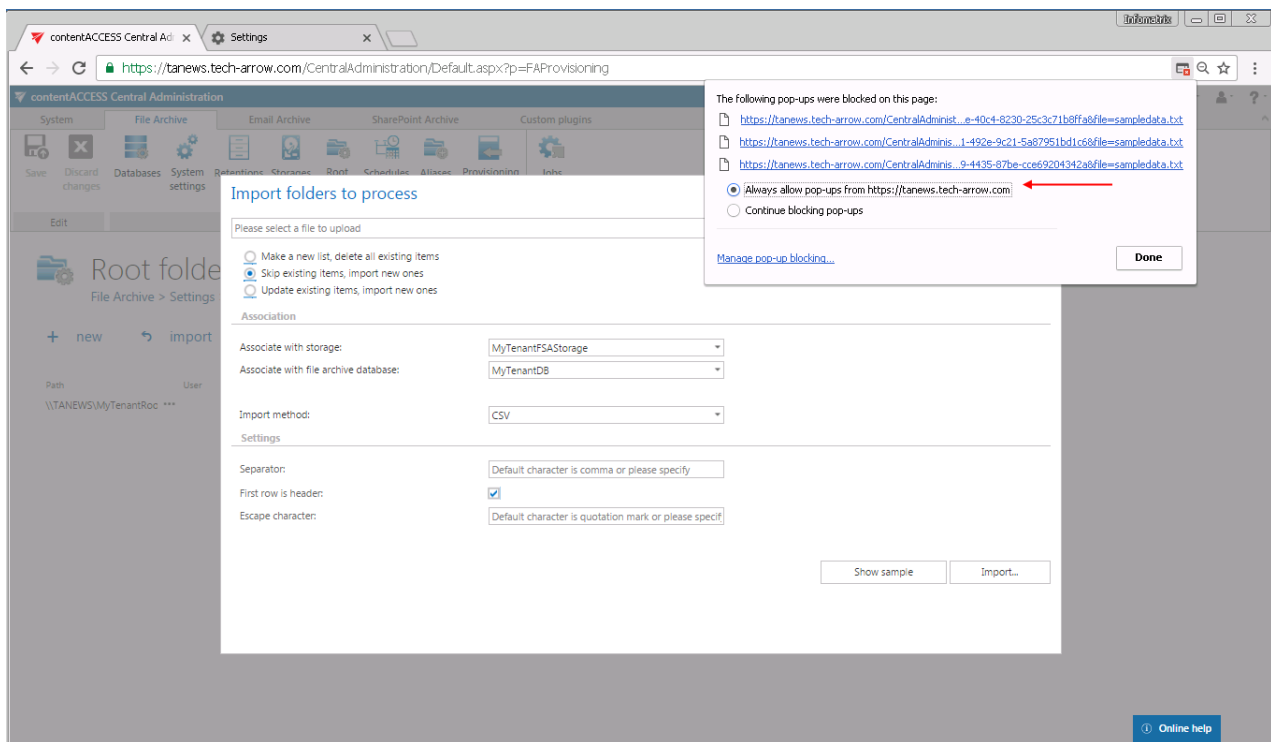 Infometrix
contentACCESS Central Ad
Settings
https://tanews.tech-arrow.com/CentralAdministration/Default.aspx?p=FAProvisioning
The following pop-ups were blocked on this page:
https://tanews.tech-arrow.com/CentralAdminist...e-40c4-8230-25c3c71b8ffa&file=sampledata.txt
https://tanews.tech-arrow.com/CentralAdminis...1-492e-9c21-5a87951bd1c68&file=sampledata.txt
https://tanews.tech-arrow.com/CentralAdminis...9-4435-87be-cce69204342a&file=sampledata.txt
Always allow pop-ups from https://tanews.tech-arrow.com
Continue blocking pop-ups
Manage pop-up blocking...
Done
contentACCESS Central Administration
System File Archive Email Archive SharePoint Archive Custom plugins
Save Discard changes Databases System settings Retentions Storages Root Schedules Aliases Provisioning Jobs
Edit
Root folde
File Archive > Settings
+ new import
Path User
\\TANEWS\MyTenantRoc ***
Import folders to process
Please select a file to upload
Make a new list, delete all existing items
Skip existing items, import new ones
Update existing items, import new ones
Association
Associate with storage: MyTenantFSAStorage
Associate with file archive database: MyTenantDB
Import method: CSV
Settings
Separator: Default character is comma or please specify
First row is header:
Escape character: Default character is quotation mark or please specif
Show sample Import...
Online help